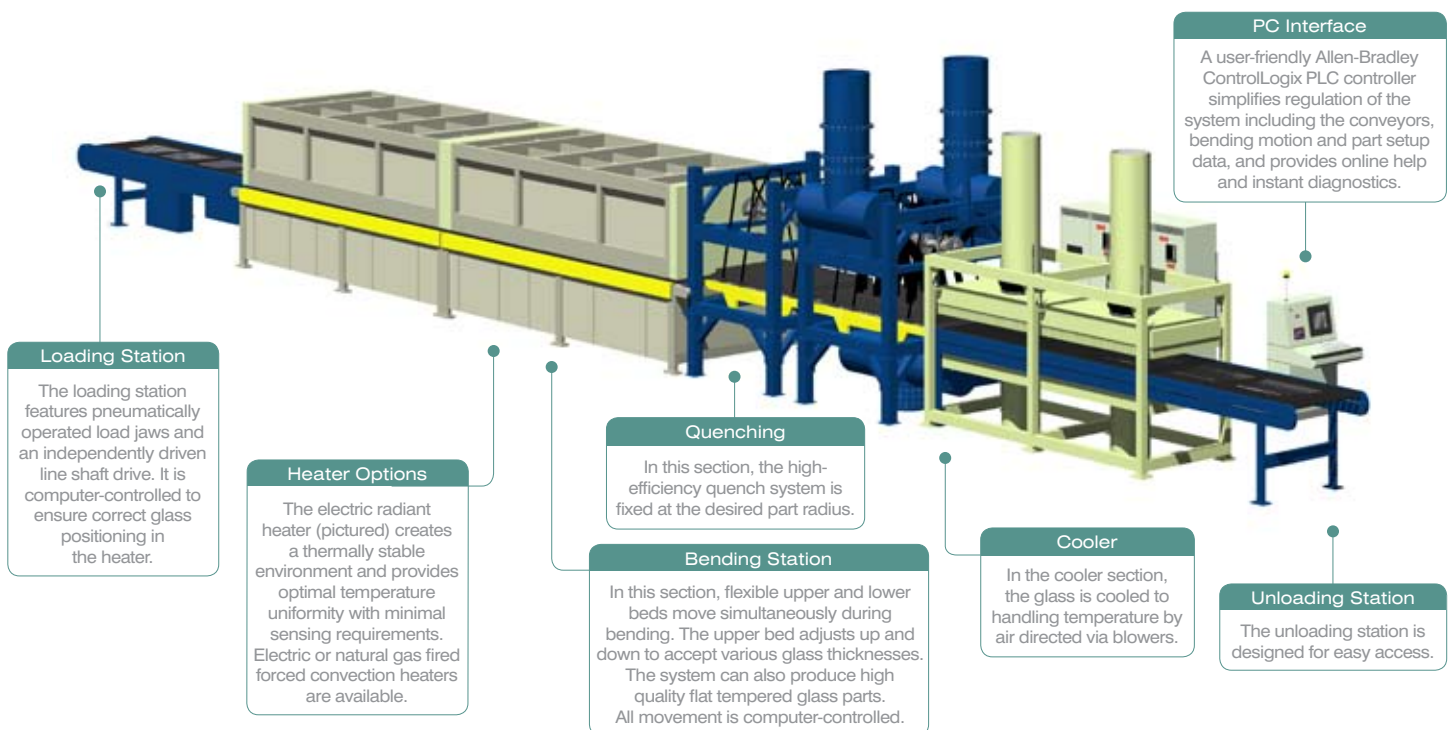 PC Interface
A user-friendly Allen-Bradley
ControlLogix PLC controller
simplifies regulation of the
system including the conveyors,
bending motion and part setup
data, and provides online help
and instant diagnostics.
Loading Station
The loading station
features pneumatically
operated load jaws and
an independently driven
line shaft drive. It is
computer-controlled to
ensure correct glass
positioning in
the heater.
Heater Options
The electric radiant
heater (pictured) creates
a thermally stable
environment and provides
optimal temperature
uniformity with minimal
sensing requirements.
Electric or natural gas fired
forced convection heaters
are available.
Quenching
In this section, the high-
efficiency quench system is
fixed at the desired part radius.
Bending Station
In this section, flexible upper and lower
beds move simultaneously during
bending. The upper bed adjusts up and
down to accept various glass thicknesses.
The system can also produce high
quality flat tempered glass parts.
All movement is computer-controlled.
Cooler
In the cooler section,
the glass is cooled to
handling temperature by
air directed via blowers.
Unloading Station
The unloading station is
designed for easy access.